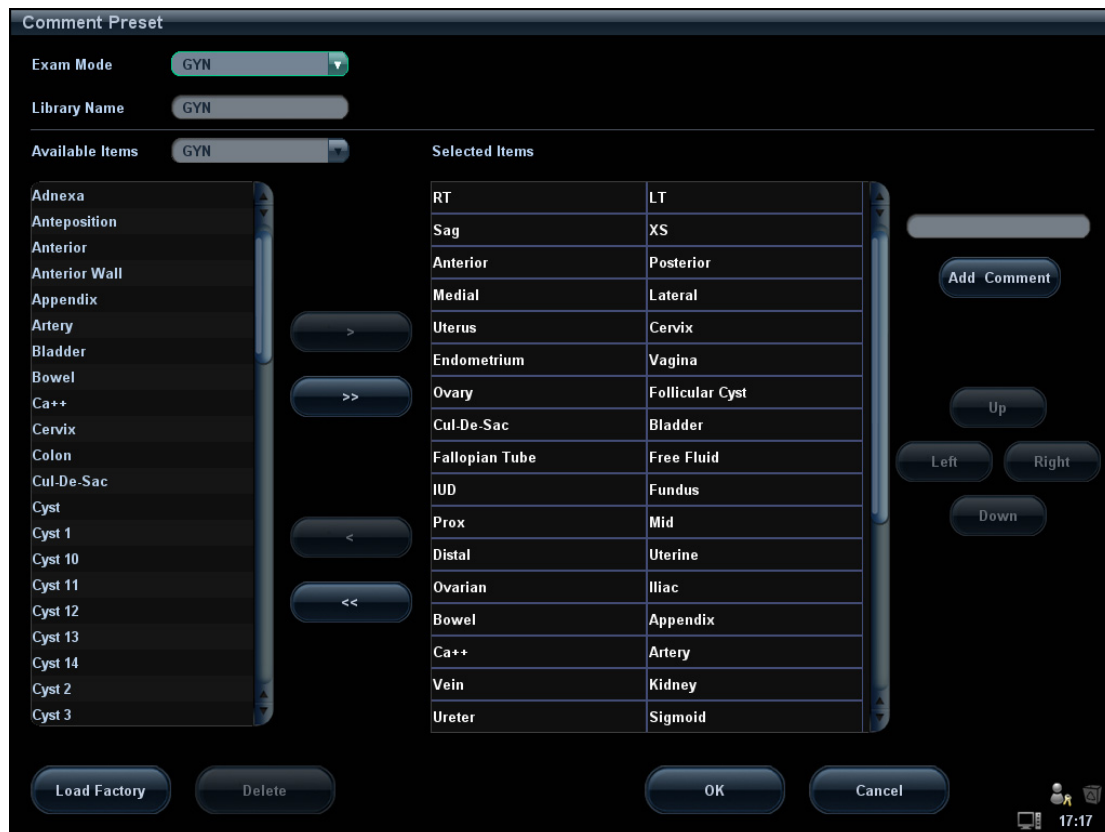 Comment Preset
Exam Mode GYN
Library Name GYN
Available Items GYN
Selected Items
Adnexa
Anteposition
Anterior
Anterior Wall
Appendix
Artery
Bladder
Bowel
Ca++
Cervix
Colon
Cul-De-Sac
Cyst
Cyst 1
Cyst 10
Cyst 11
Cyst 12
Cyst 13
Cyst 14
Cyst 2
Cyst 3
>
>>
<
<<
RT LT
Sag XS
Anterior Posterior
Medial Lateral
Uterus Cervix
Endometrium Vagina
Ovary Follicular Cyst
Cul-De-Sac Bladder
Fallopian Tube Free Fluid
IUD Fundus
Prox Mid
Distal Uterine
Ovarian Iliac
Bowel Appendix
Ca++ Artery
Vein Kidney
Ureter Sigmoid
Add Comment
Up
Left Right
Down
Load Factory Delete OK Cancel
17:17